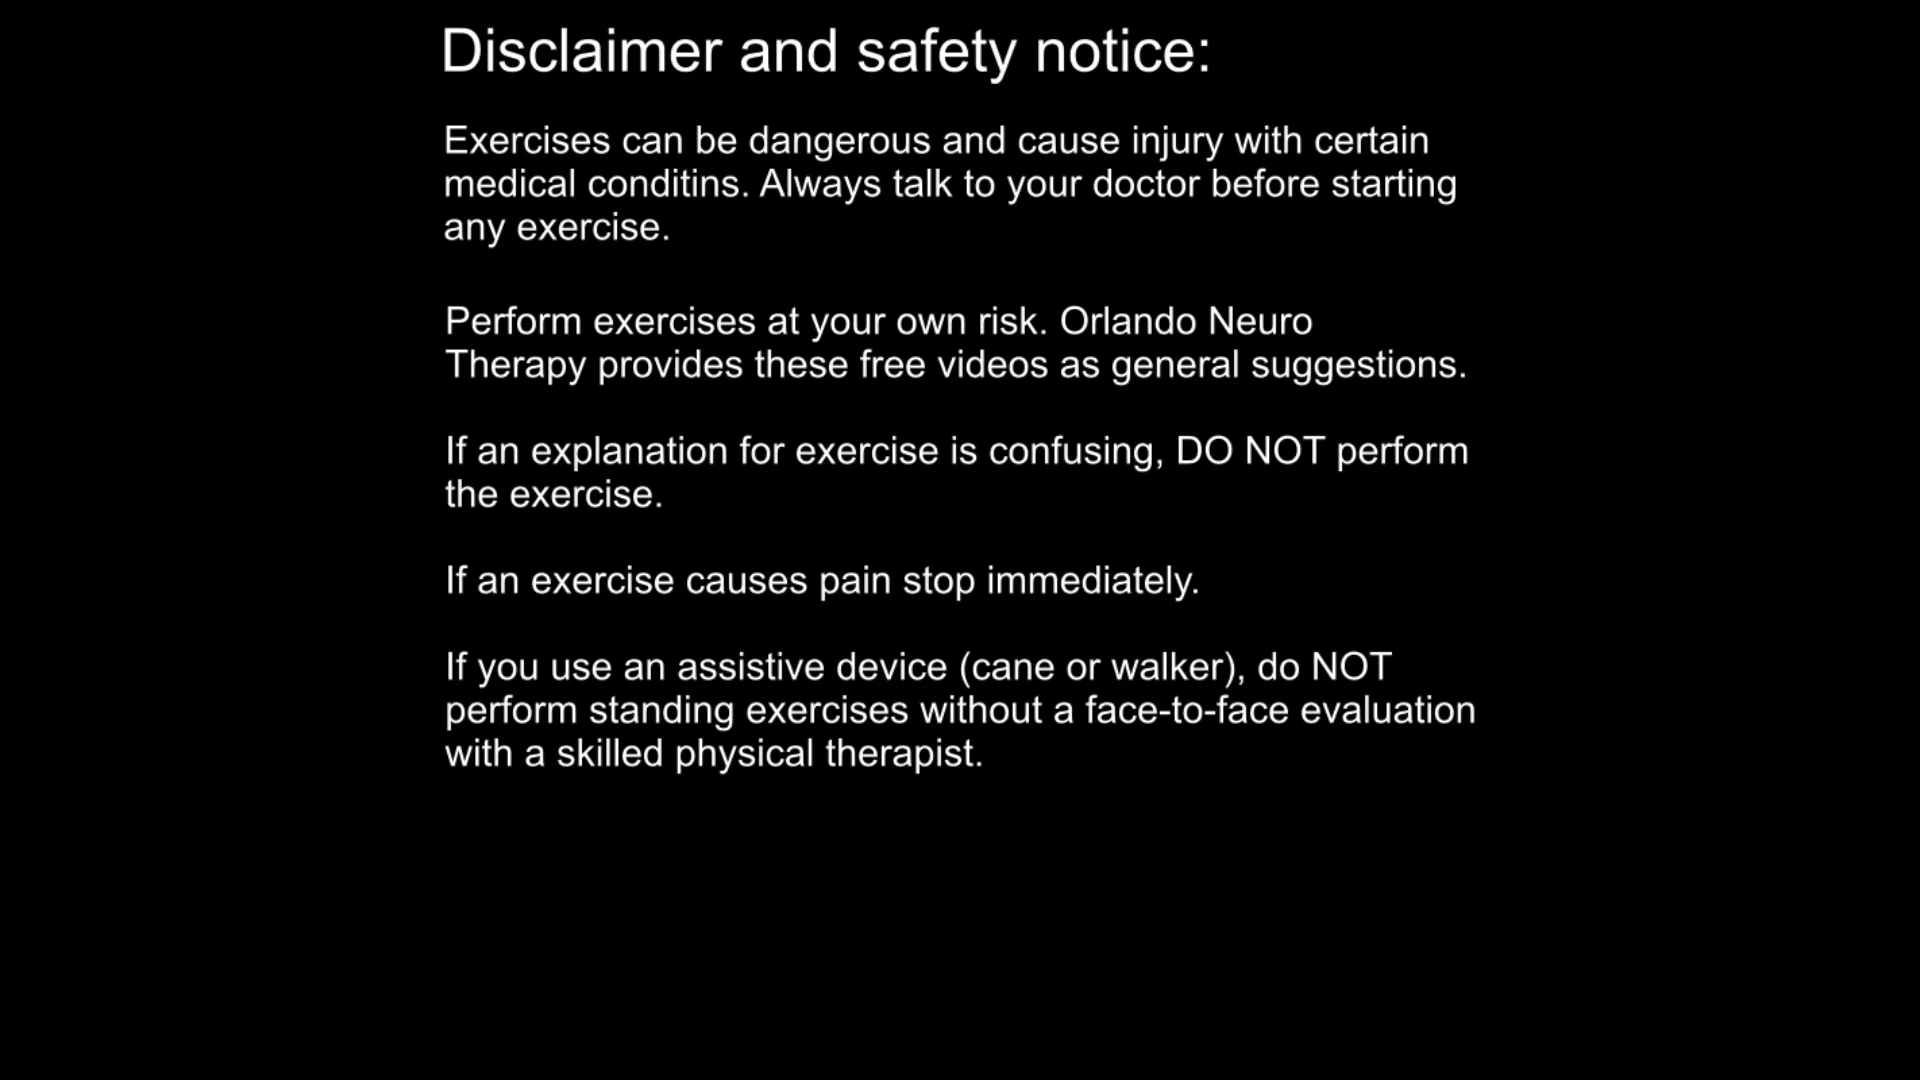 Disclaimer and safety notice:
Exercises can be dangerous and cause injury with certain
medical conditins. Always talk to your doctor before starting
any exercise.
Perform exercises at your own risk. Orlando Neuro
Therapy provides these free videos as general suggestions.
If an explanation for exercise is confusing, DO NOT perform
the exercise.
If an exercise causes pain stop immediately.
If you use an assistive device (cane or walker), do NOT
perform standing exercises without a face-to-face evaluation
with a skilled physical therapist.